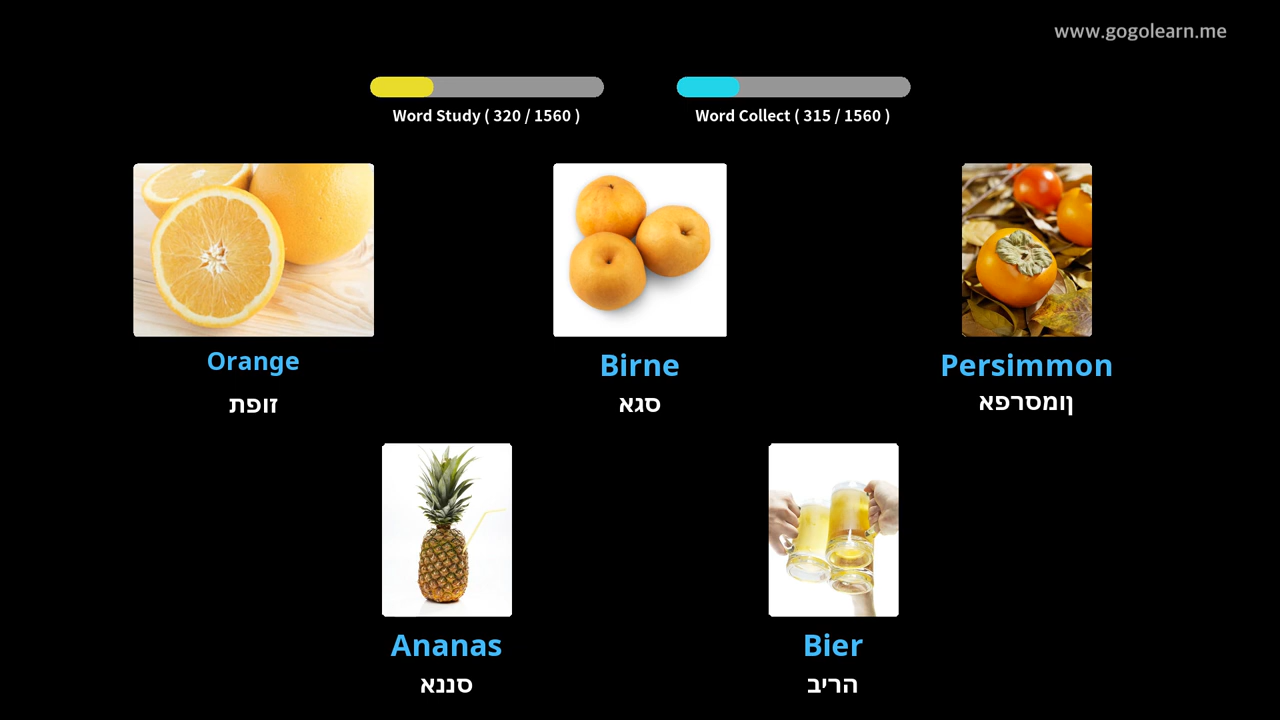 www.gogolearn.me
Word Study ( 320 / 1560 )
Word Collect ( 315 / 1560 )
Orange
זופת
Birne
סגא
Persimmon
ןומסרפא
Ananas
סננא
Bier
הריב